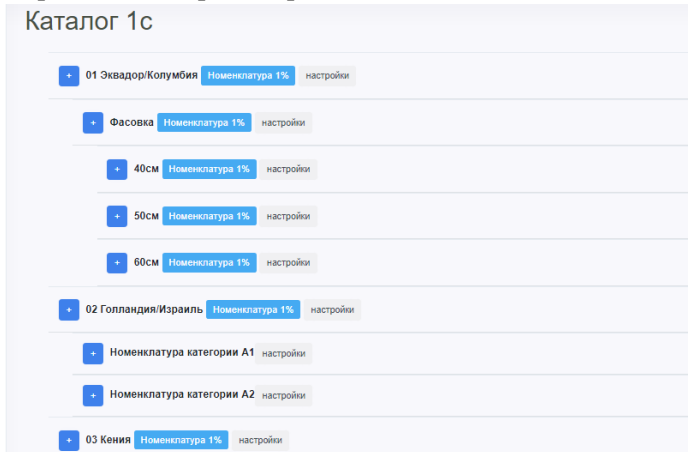 Каталог 1с
+ 01 Эквадор/Колумбия Номенклатура 1% настройки
+ Фасовка Номенклатура 1% настройки
+ 40см Номенклатура 1% настройки
+ 50см Номенклатура 1% настройки
+ 60см Номенклатура 1% настройки
+ 02 Голландия/Израиль Номенклатура 1% настройки
+ Номенклатура категории А1 настройки
+ Номенклатура категории А2 настройки
+ 03 Кения Номенклатура 1% настройки